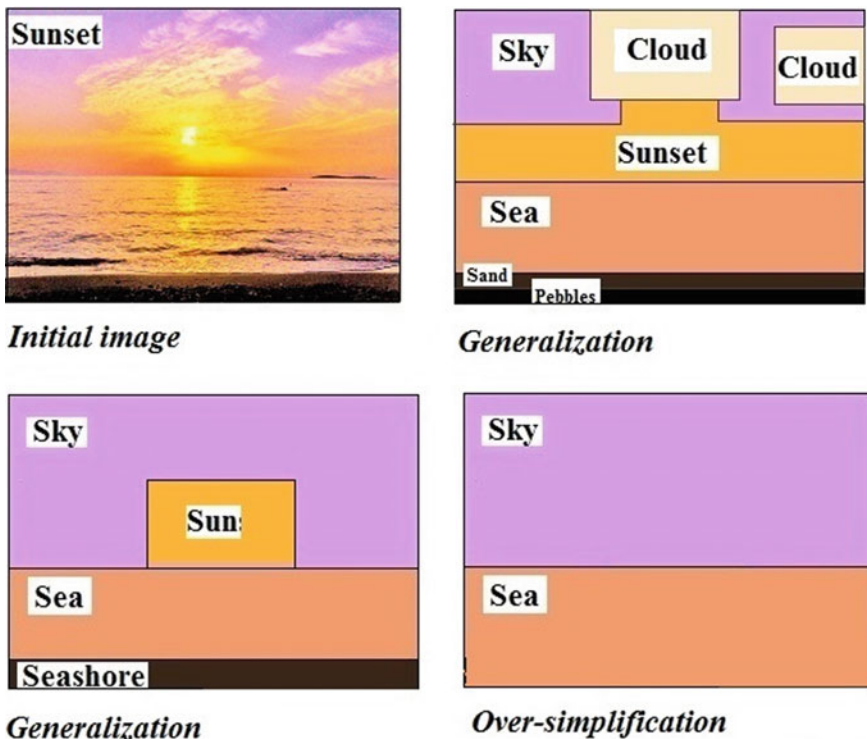 Sunset
Sky
Cloud
Cloud
Sunset
Sea
Sand
Pebbles
Initial image
Generalization
Sky
Sun
Sea
Seashore
Sky
Sea
Generalization
Over-simplification